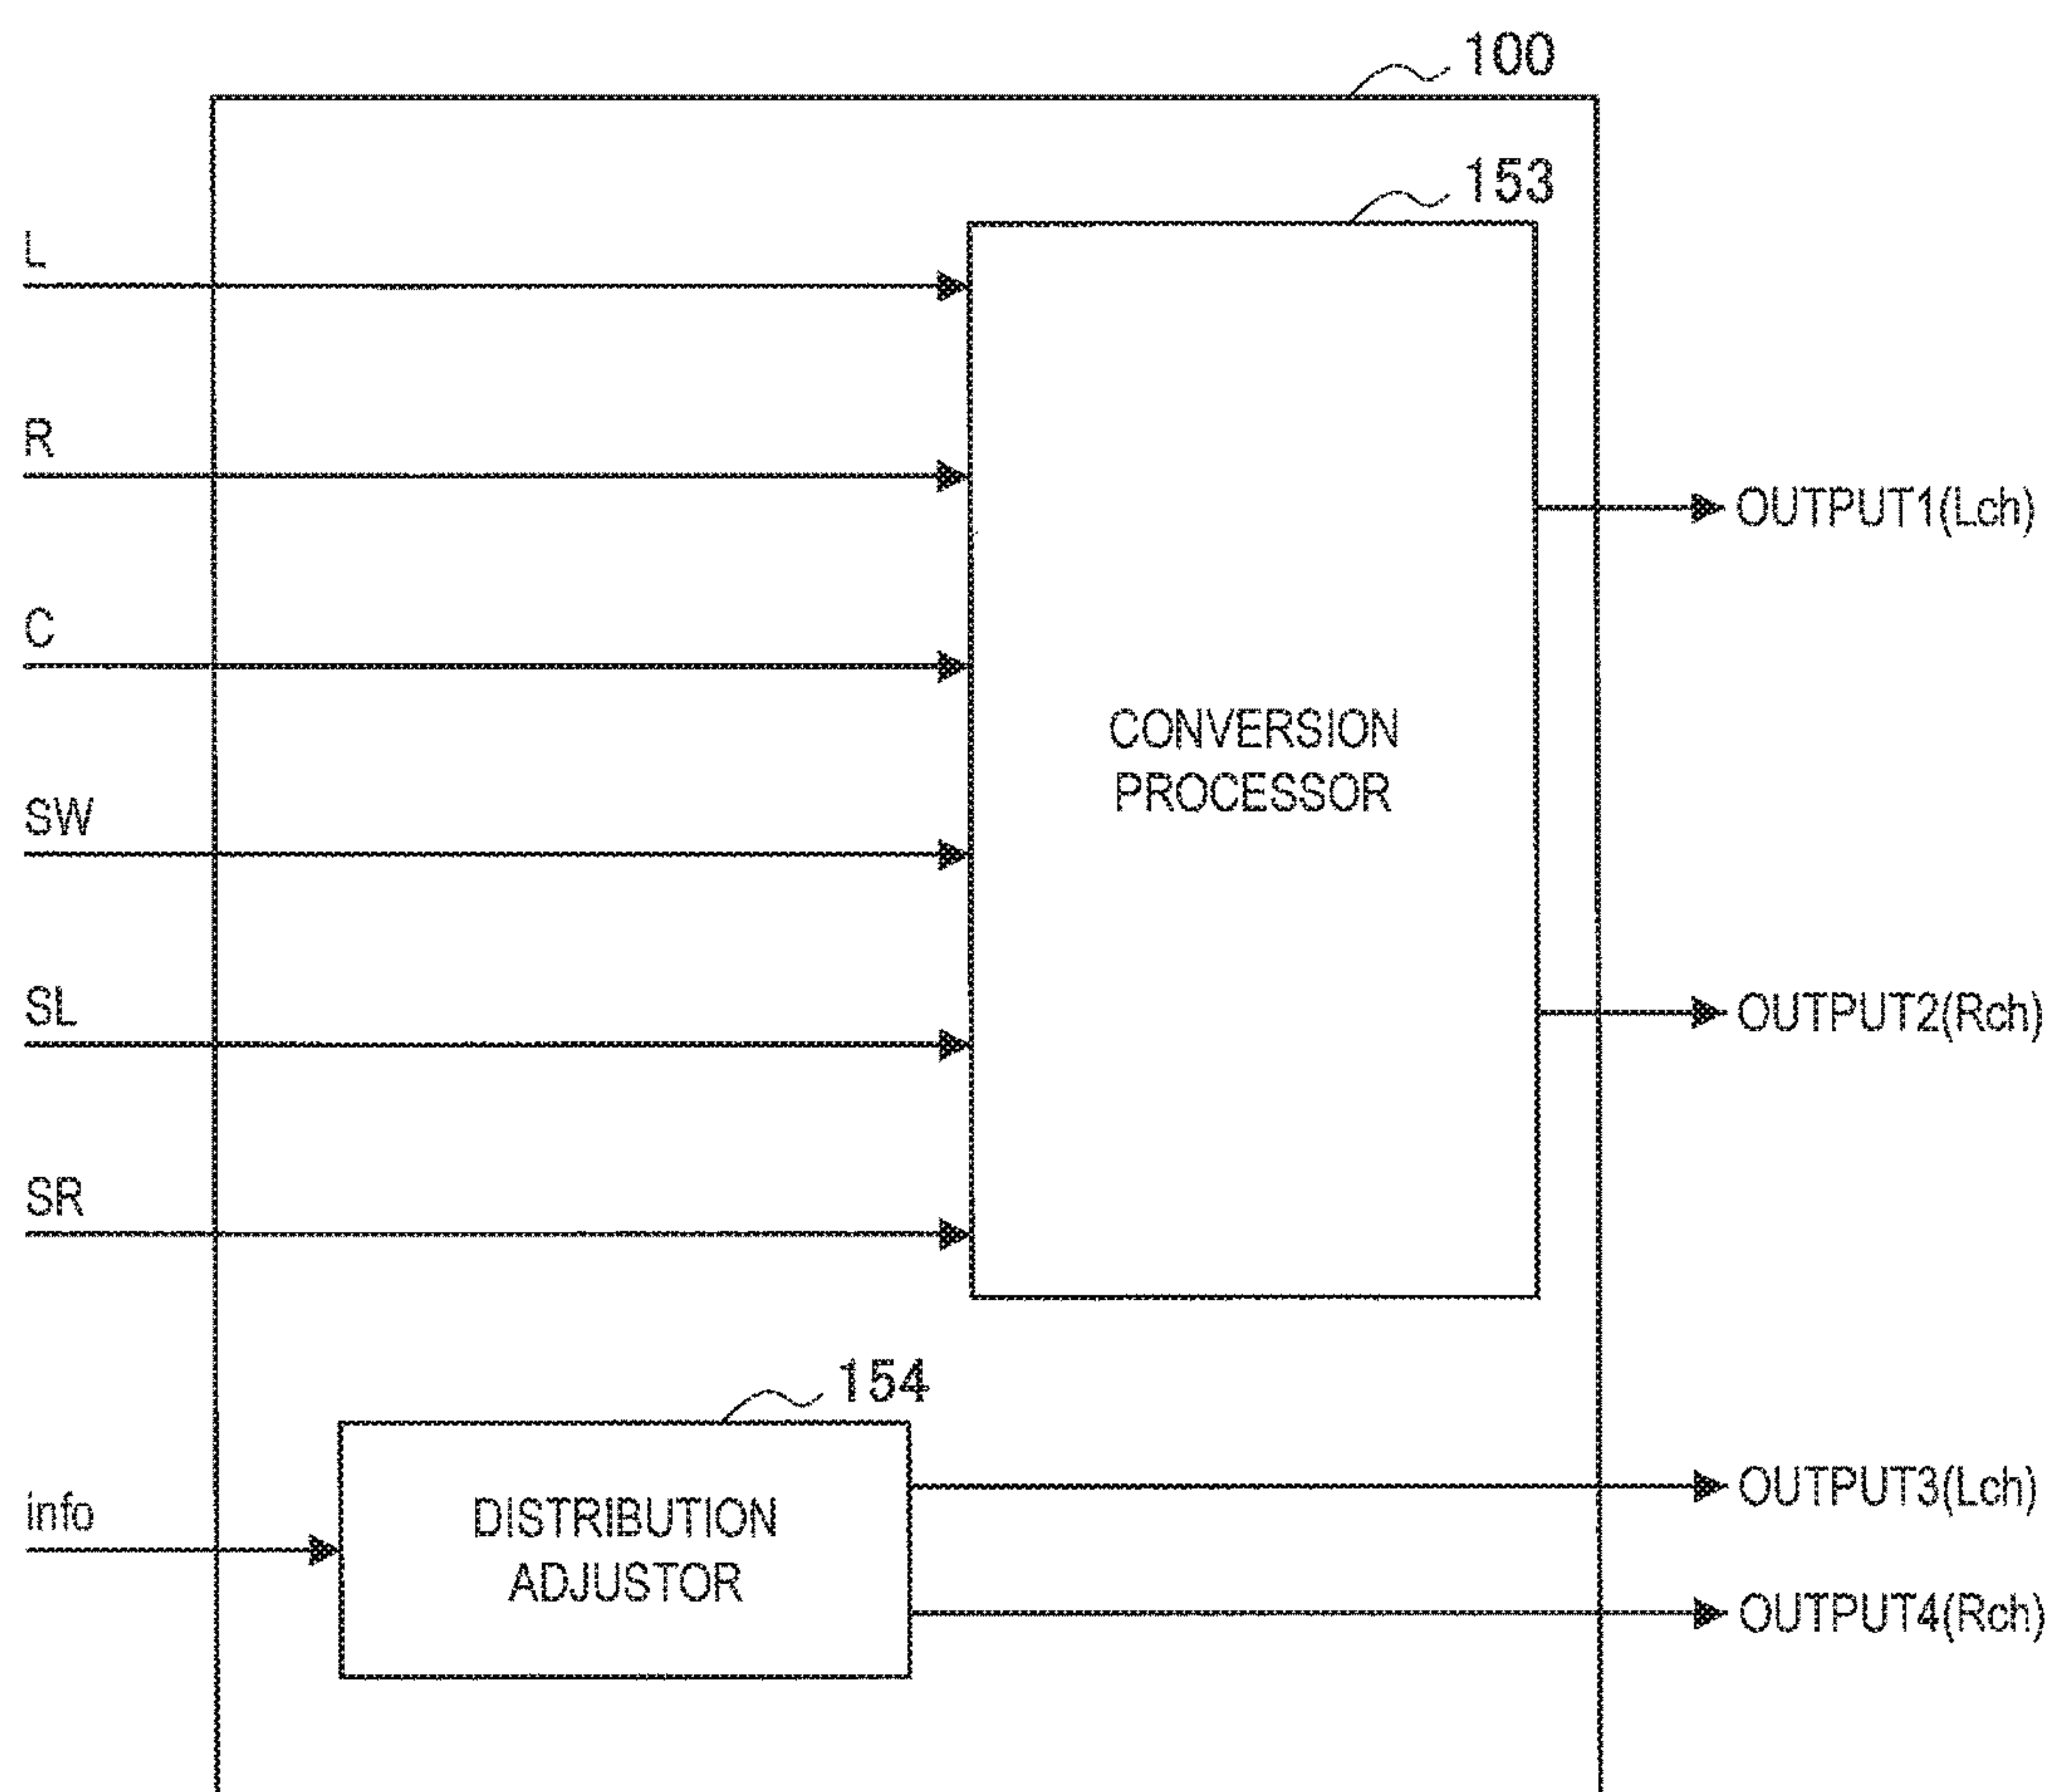 100
153
L
R
OUTPUT1(Lch)
C
CONVERSION
PROCESSOR
SW
SL
OUTPUT2(Rch)
SR
154
info
DISTRIBUTION
ADJUSTOR
OUTPUT3(Lch)
OUTPUT4(Rch)